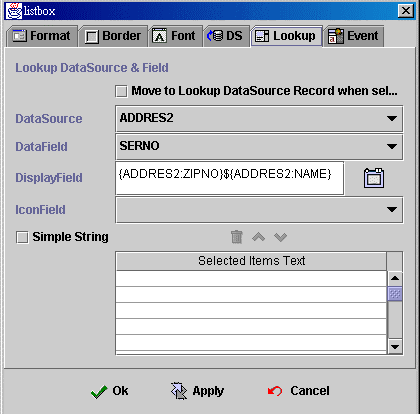 listbox
Format Border Font DS Lookup Event
Lookup DataSource & Field
Move to Lookup DataSource Record when sel...
DataSource ADDRES2
DataField SERNO
DisplayField {ADDRES2:ZIPNO}${ADDRES2:NAME}
IconField
Simple String
Selected Items Text
Ok Apply Cancel